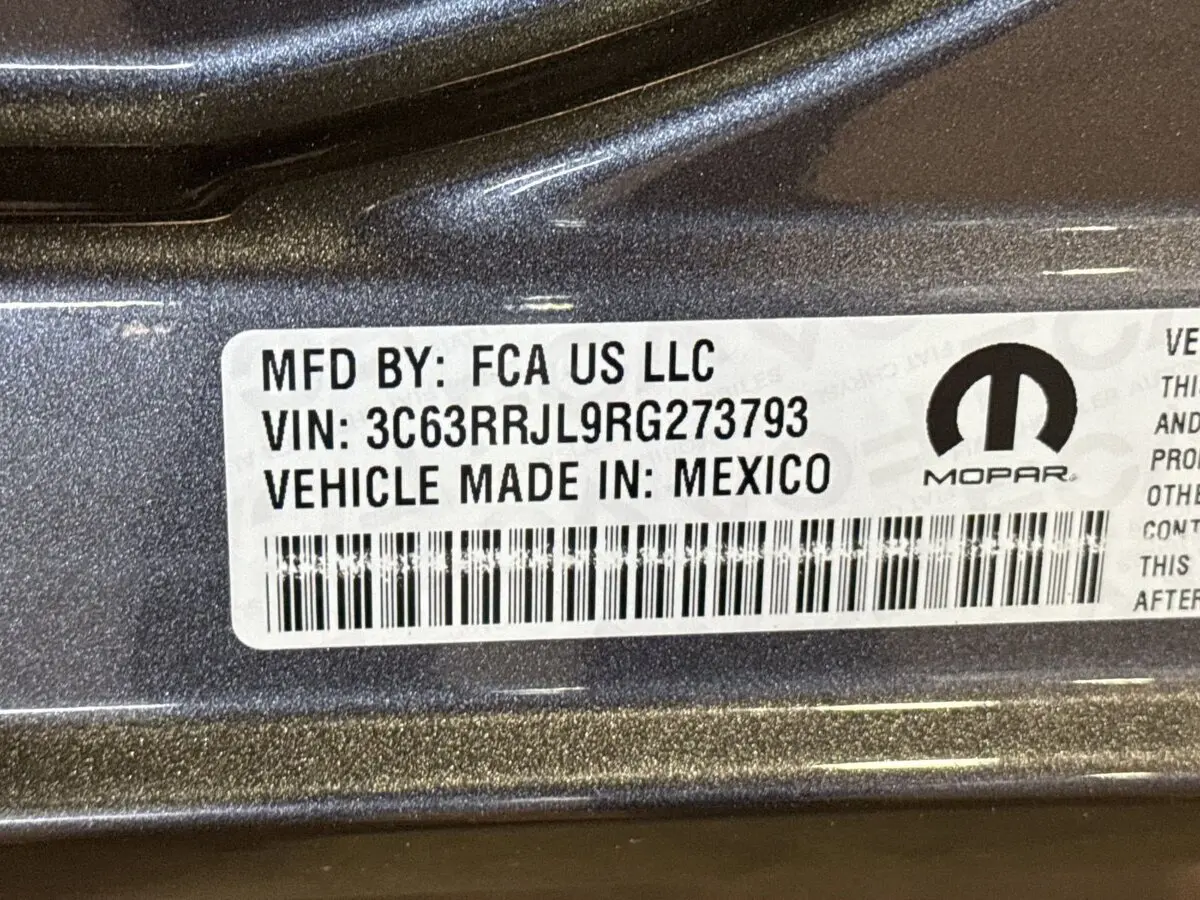 MFD BY: FCA US LLC
VIN: 3C63RRJL9RG273793
VEHICLE MADE IN: MEXICO
MOPAR®
VE
THI
AND
PRO
OTHE
CONT
THIS
AFTER